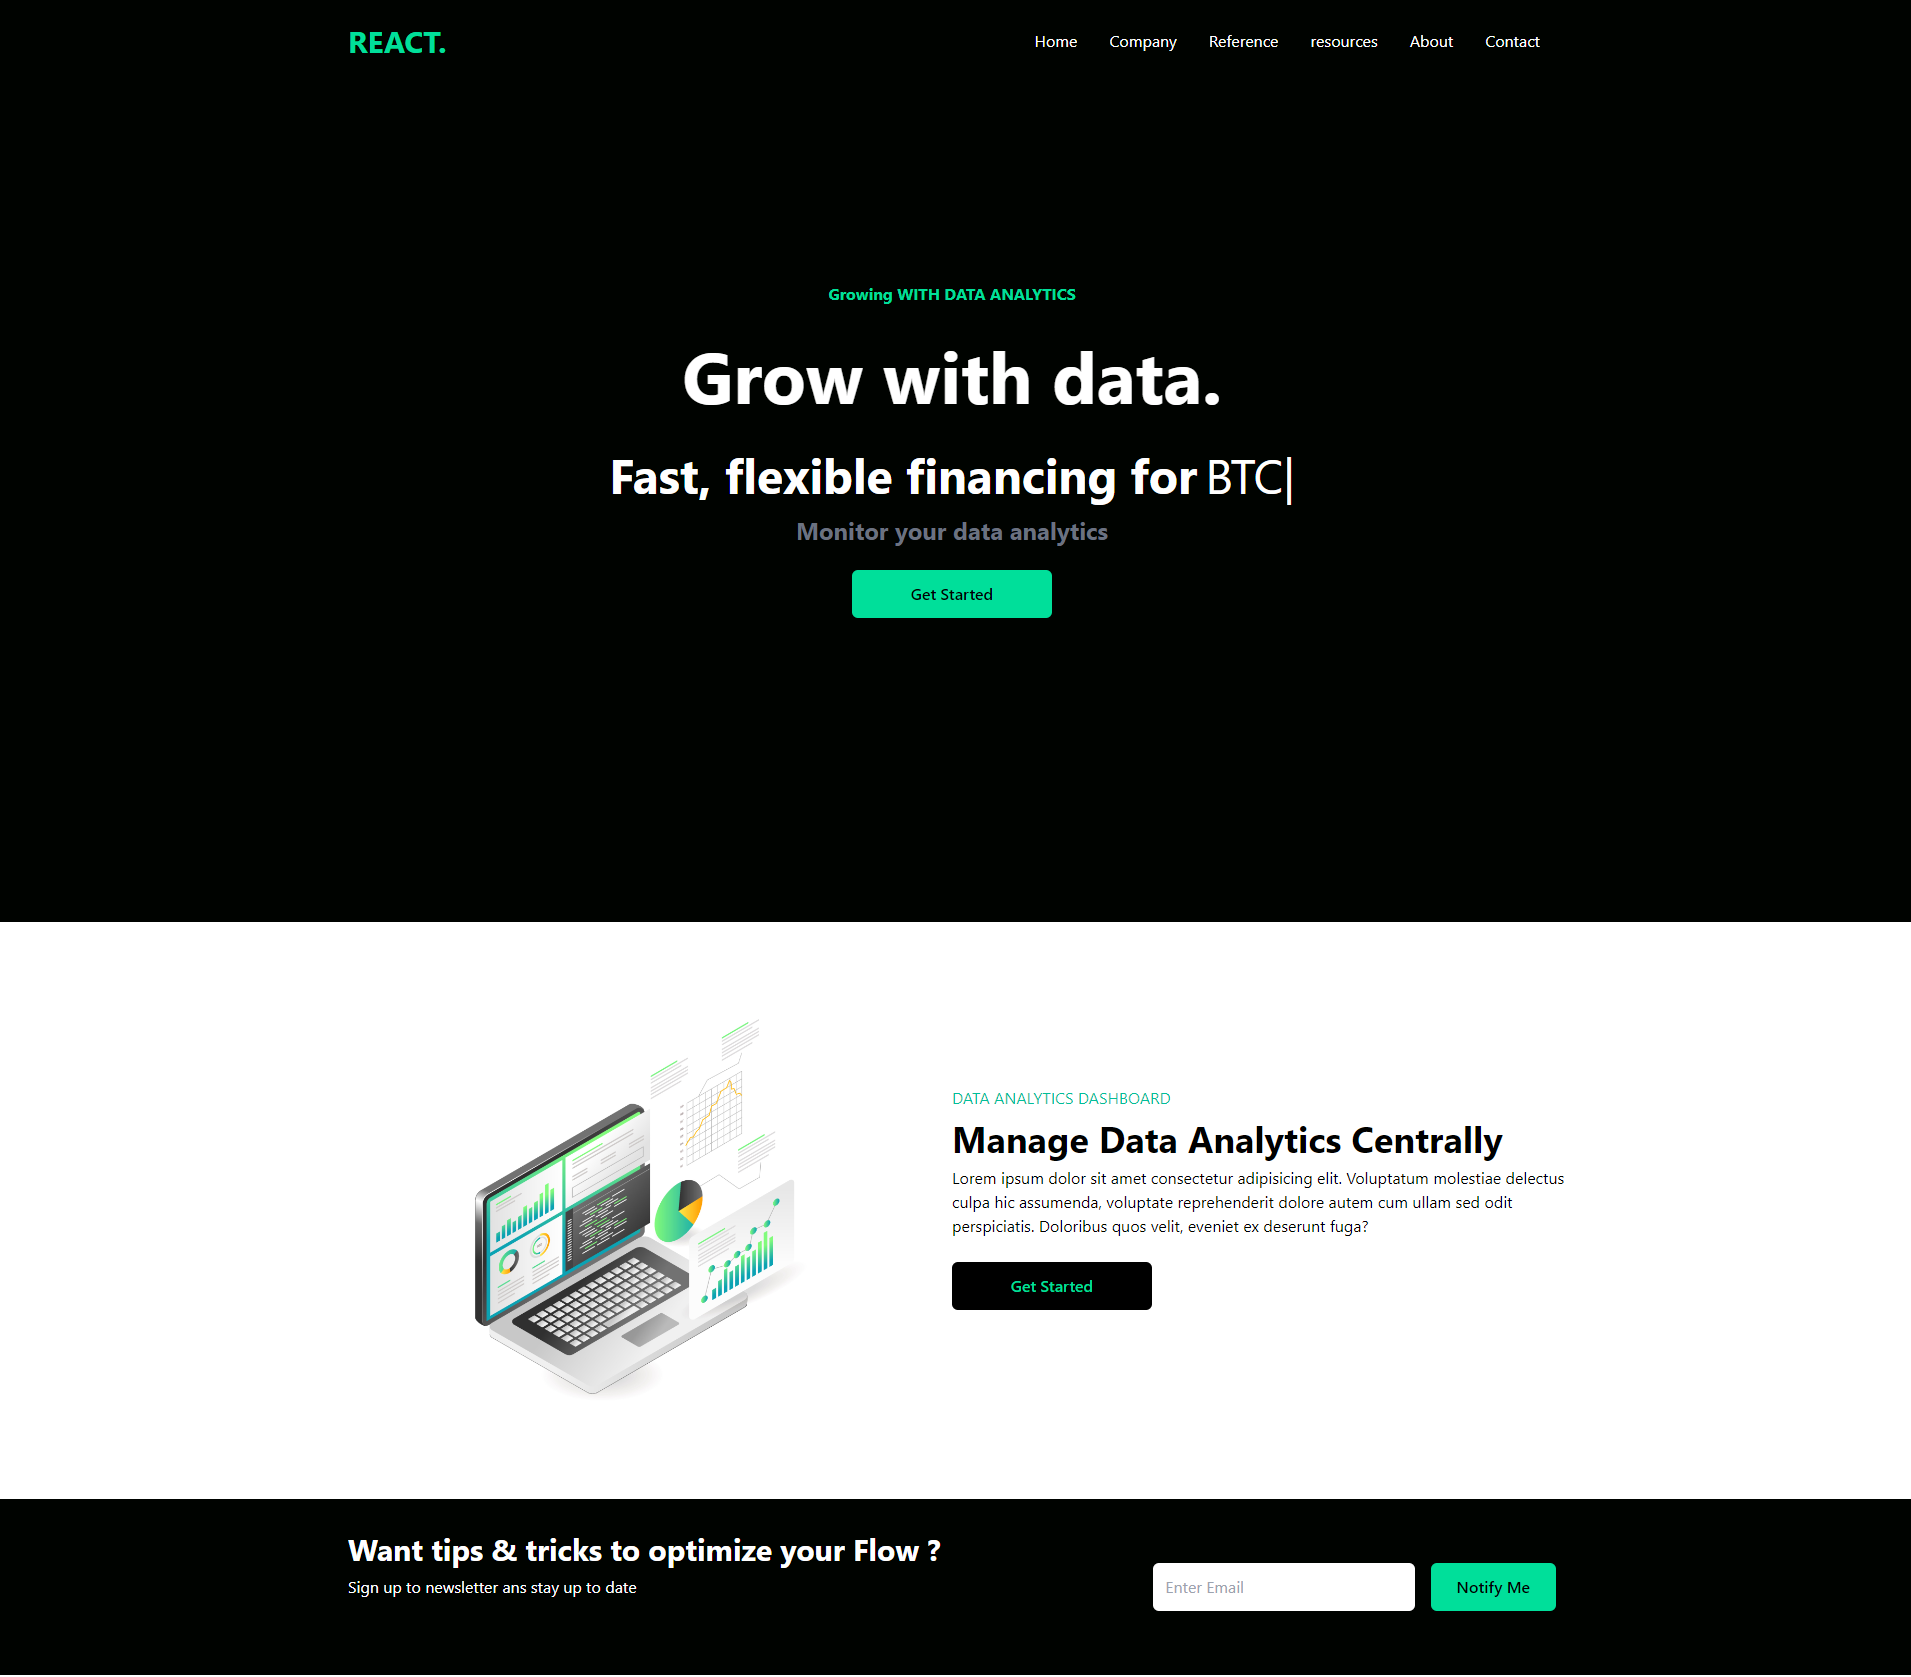 REACT.
Home Company Reference resources About Contact
Growing WITH DATA ANALYTICS
Grow with data.
Fast, flexible financing for BTC|
Monitor your data analytics
Get Started
DATA ANALYTICS DASHBOARD
Manage Data Analytics Centrally
Lorem ipsum dolor sit amet consectetur adipisicing elit. Voluptatum molestiae delectus
culpa hic assumenda, voluptate reprehenderit dolore autem cum ullam sed odit
perspiciatis. Doloribus quos velit, eveniet ex deserunt fuga?
Get Started
Want tips & tricks to optimize your Flow ?
Sign up to newsletter ans stay up to date
Enter Email
Notify Me